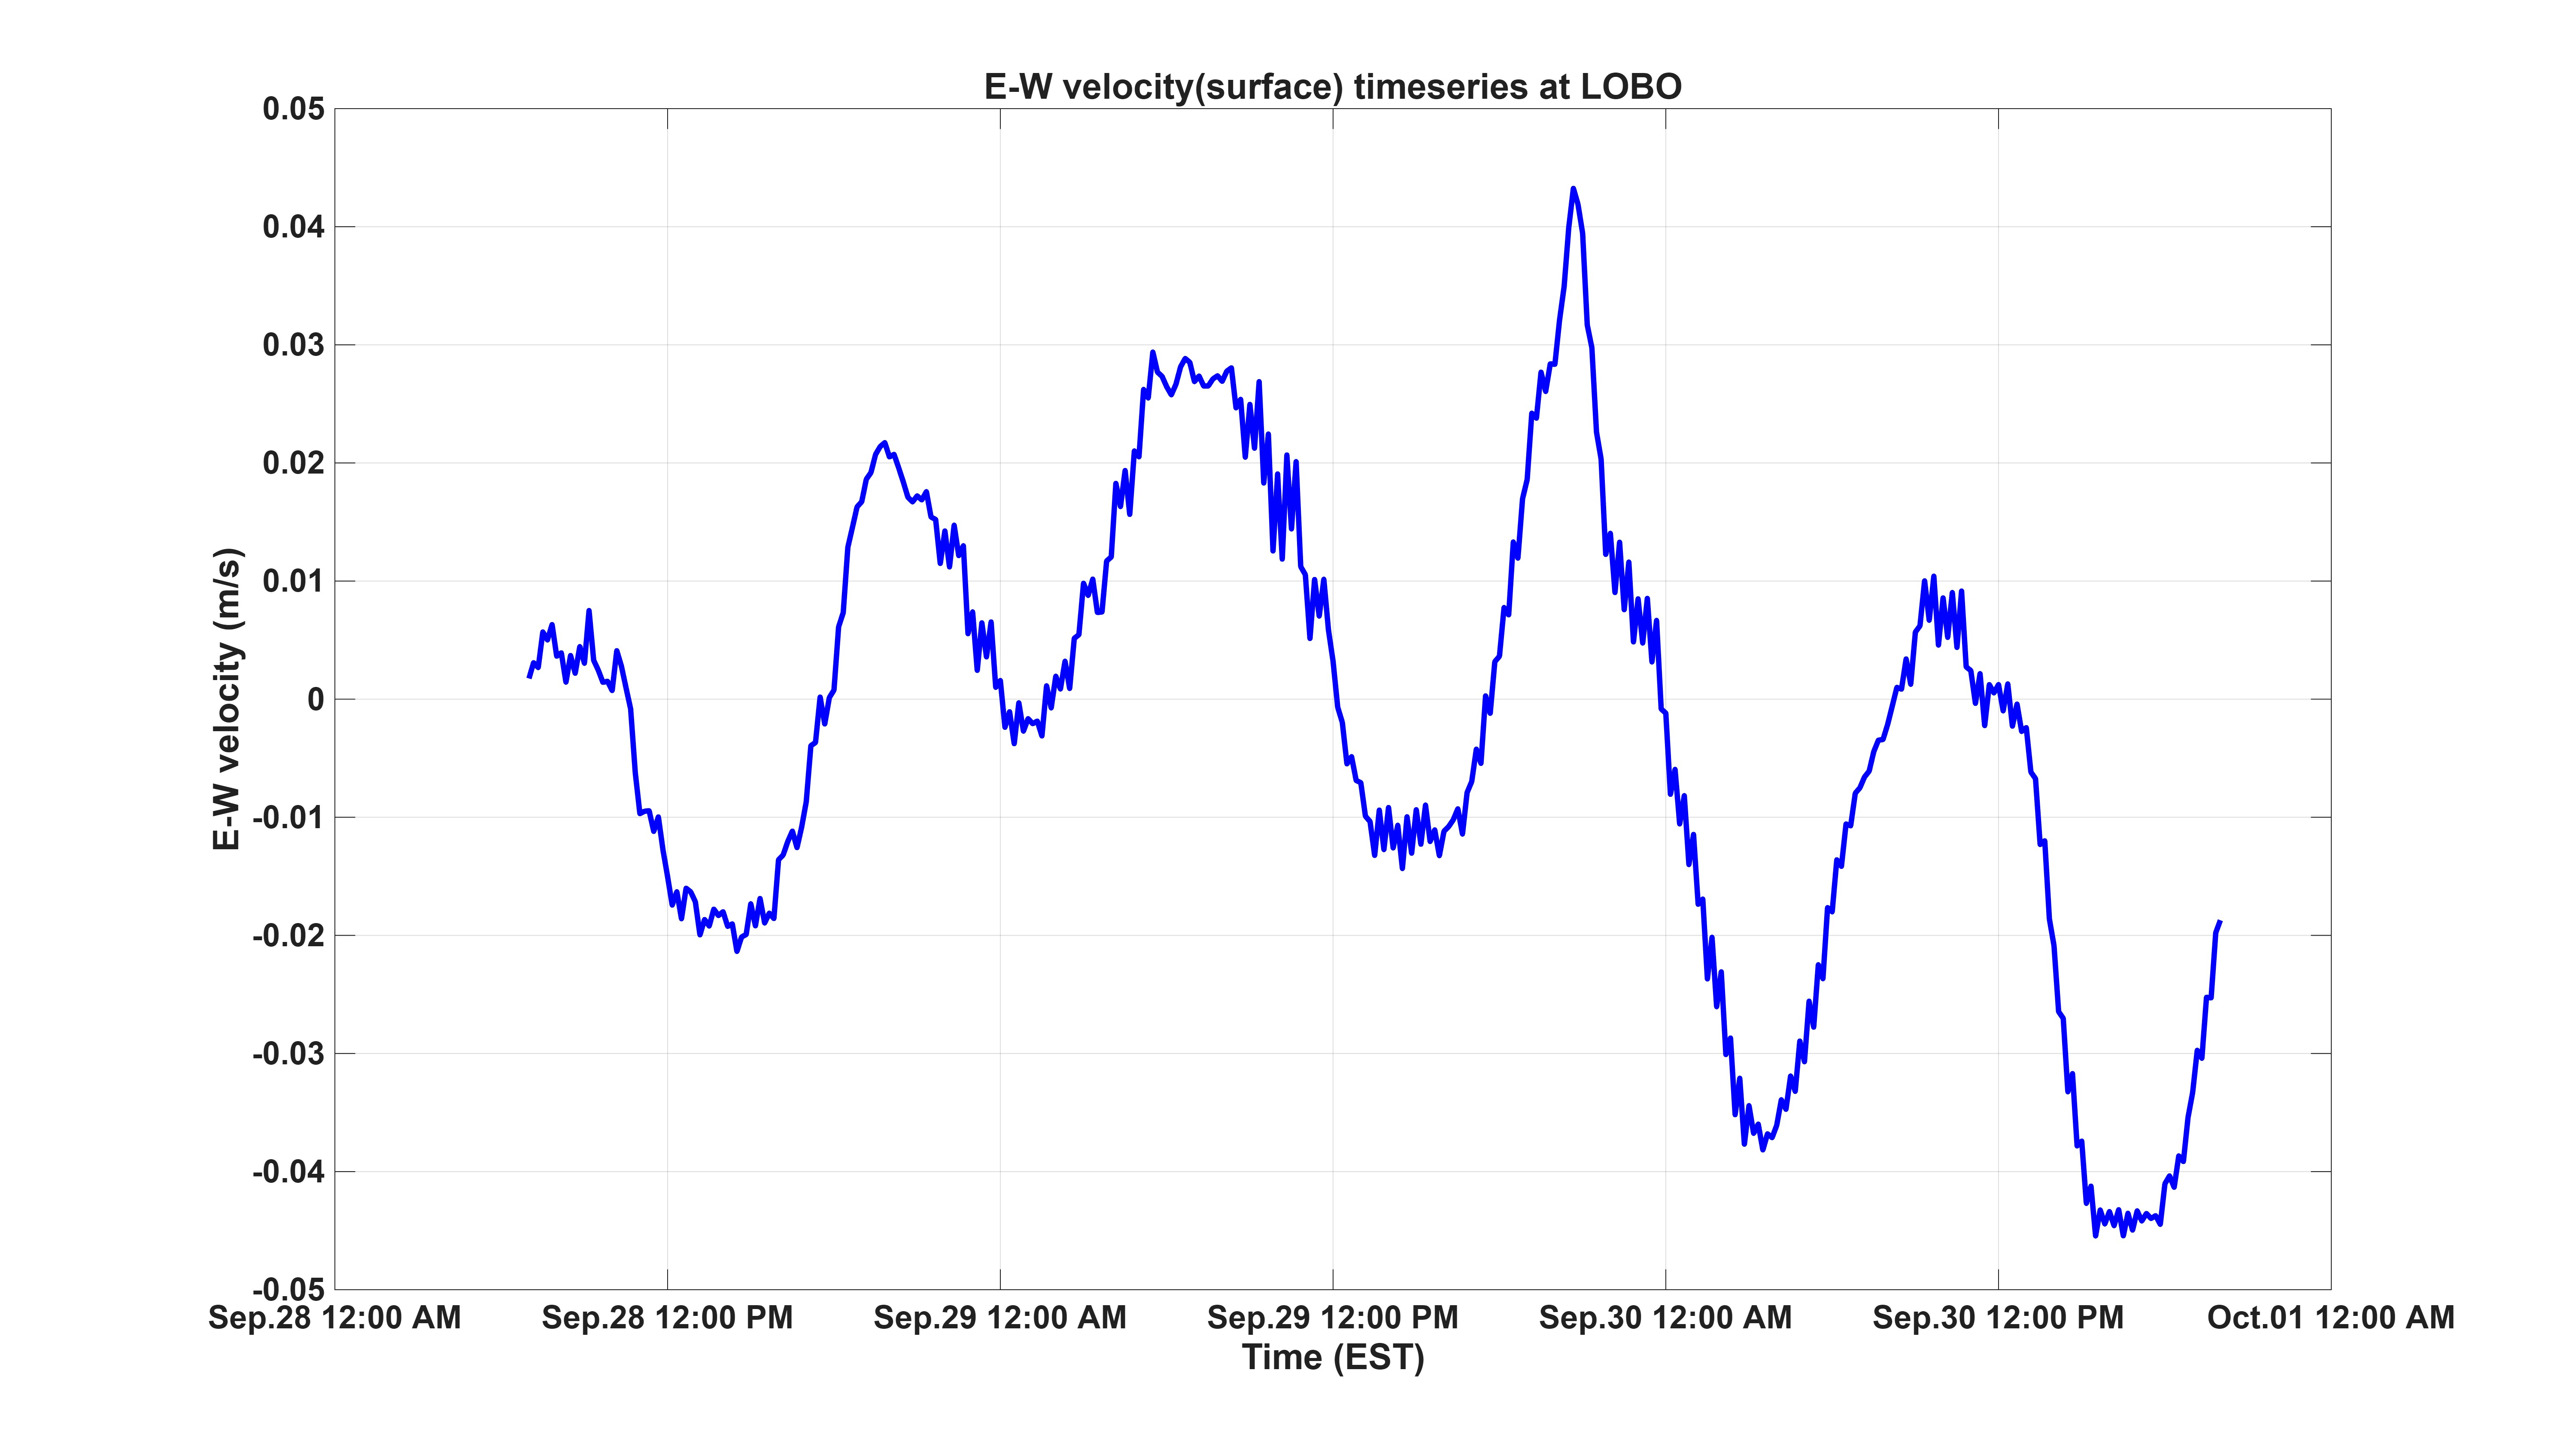 E-W velocity(surface) timeseries at LOBO
0.05
0.04
0.03
0.02
0.01
0
-0.01
-0.02
-0.03
-0.04
-0.05
E-W velocity (m/s)
Sep.28 12:00 AM
Sep.28 12:00 PM
Sep.29 12:00 AM
Sep.29 12:00 PM
Sep.30 12:00 AM
Sep.30 12:00 PM
Oct.01 12:00 AM
Time (EST)